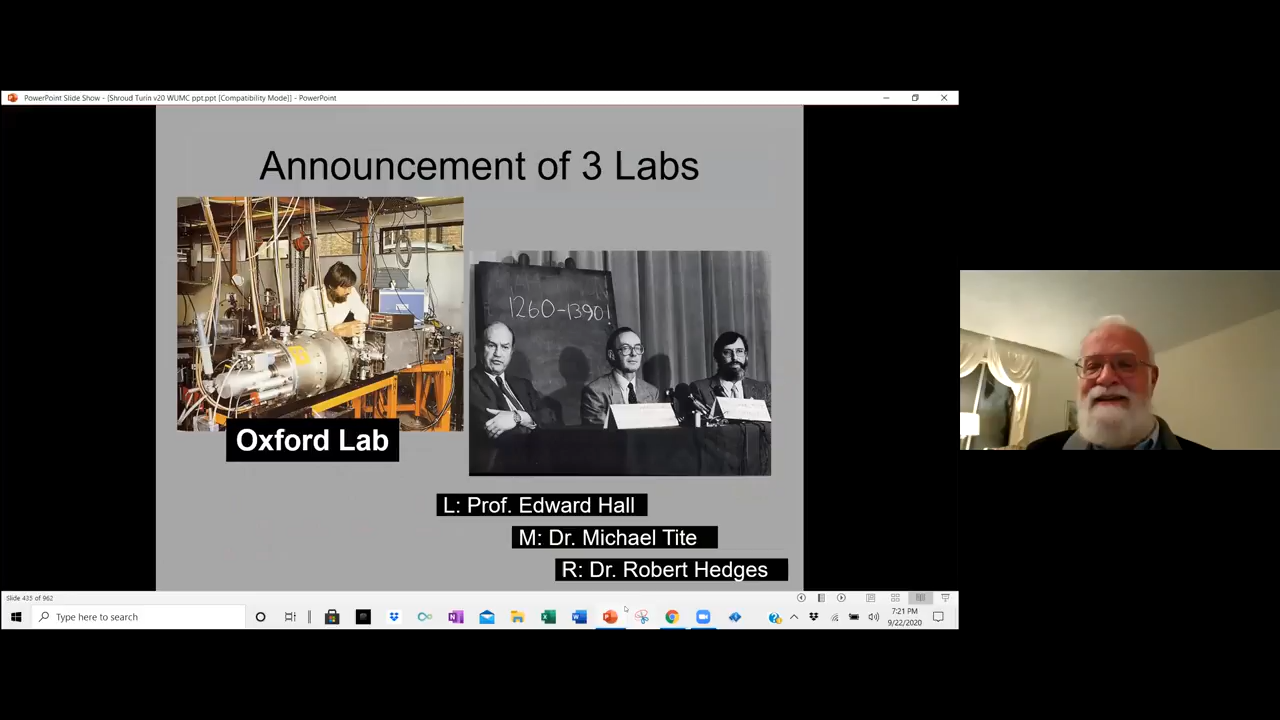 PowerPoint Slide Show - [Shroud Turin v20 WUMC ppt.ppt [Compatibility Mode]] - PowerPoint
Announcement of 3 Labs
1260-1390!
Oxford Lab
L: Prof. Edward Hall
M: Dr. Michael Tite
R: Dr. Robert Hedges
Slide 435 of 962
Type here to search
7:21 PM
9/22/2020